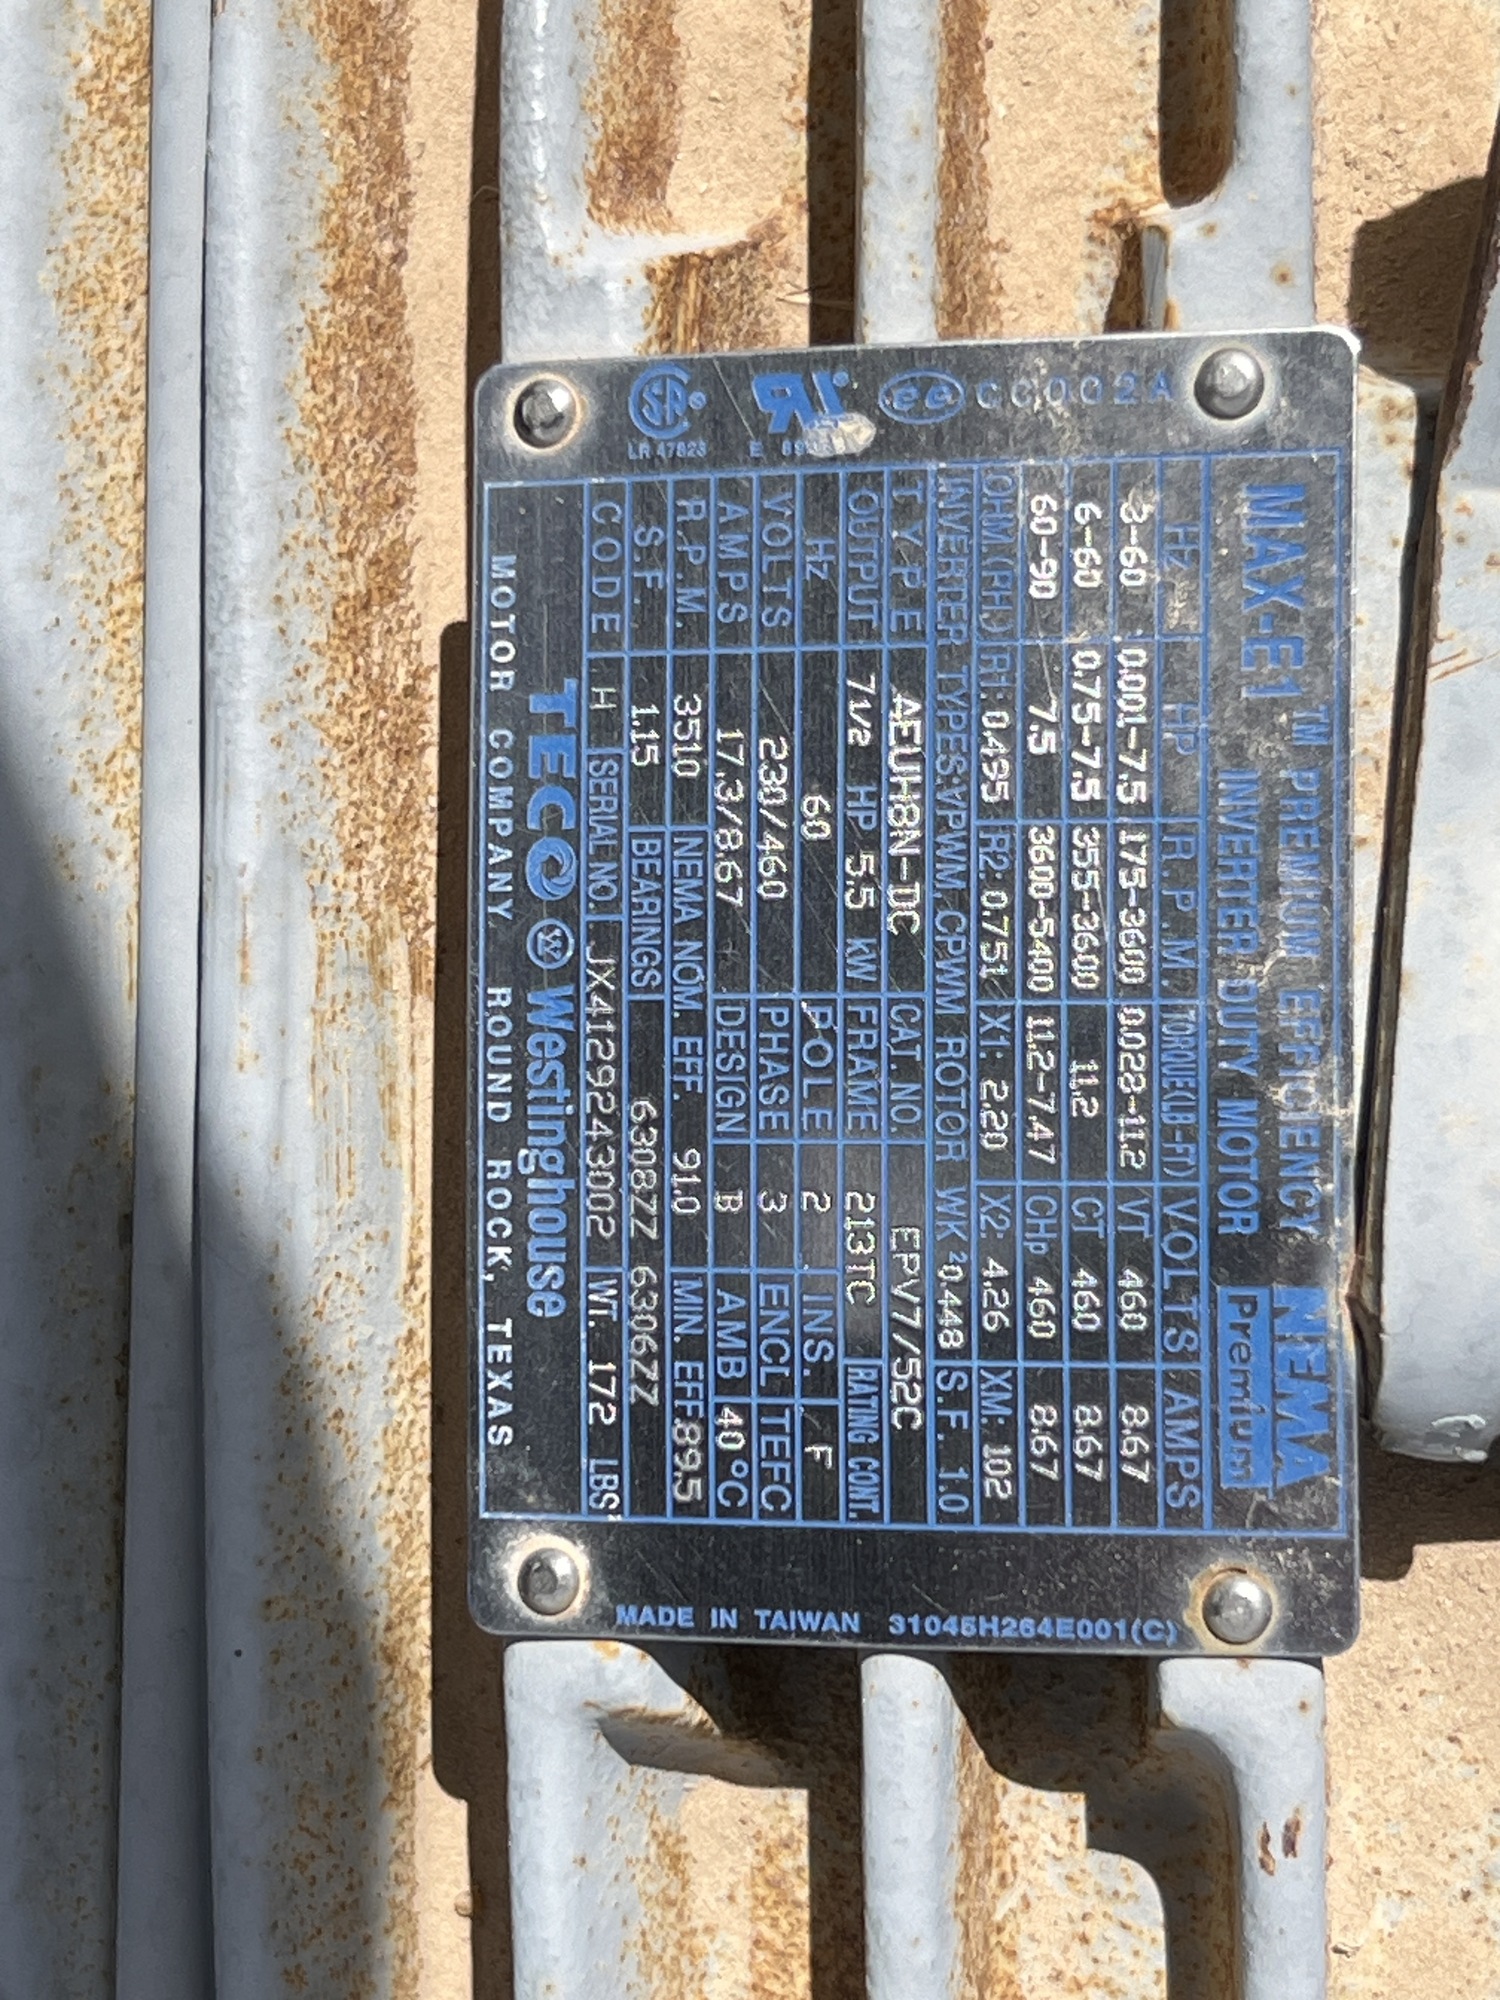 MAX-E1 TM PREMIUM EFFICIENCY
INVERTER DUTY MOTOR
NEMA
Premium
Hz HP R.P.M. TORQUE(LB-FT) VOLTS AMPS
3-60 0.001-7.5 175-3600 0.028-11.2 VT 460 8.67
6-60 0.75-7.5 355-3600 11.2 CT 460 8.67
60-90 7.5 3600-5400 11.2-7.47 CHp 460 8.67
OHM.(PH.) R1: 0.495 R2: 0.751 X1: 2.20 X2: 4.26 XM: 102
INVERTER TYPES:VPWM, CPWM ROTOR WK² 0.448 S.F. 1.0
TYPE AEUH8N-DC CAT.NO. EPV7/52C
OUTPUT 7 1/2 HP 5.5 kW FRAME 213TC RATING CONT.
Hz 60 POLE 2 INS. F
VOLTS 230/460 PHASE 3 ENCL TEFC
AMPS 17.3/8.67 DESIGN B AMB 40°C
R.P.M. 3510 NEMA NOM. EFF. 91.0 MIN. EFF. 89.5
S.F. 1.15 BEARINGS 6308ZZ 6306ZZ
CODE H SERIAL NO. JX4129243002 WT. 172 LBS
TECO W Westinghouse
MOTOR COMPANY ROUND ROCK, TEXAS
CC002A
ee
UR
E
SA
LR 47823
MADE IN TAIWAN 31045H264E001(C)